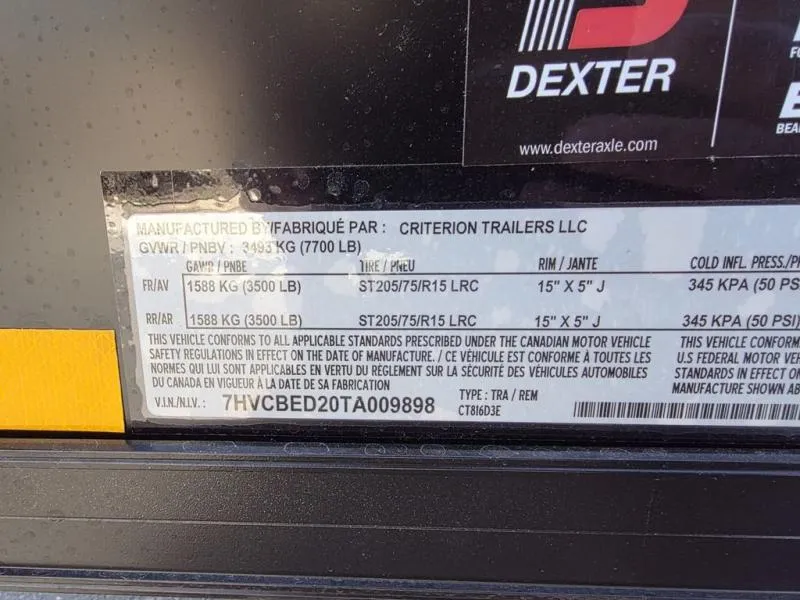 DEXTER
www.dexteraxle.com
MANUFACTURED BY/FABRIQUÉ PAR : CRITERION TRAILERS LLC
GVWR / PNBV : 3493 KG (7700 LB)
GAWR / PNBE TIRE / PNEU RIM / JANTE COLD INFL. PRESS./P
FR/AV 1588 KG (3500 LB) ST205/75/R15 LRC 15" X 5" J 345 KPA (50 PS
RR/AR 1588 KG (3500 LB) ST205/75/R15 LRC 15" X 5" J 345 KPA (50 PSI)
THIS VEHICLE CONFORMS TO ALL APPLICABLE STANDARDS PRESCRIBED UNDER THE CANADIAN MOTOR VEHICLE
SAFETY REGULATIONS IN EFFECT ON THE DATE OF MANUFACTURE. / CE VÉHICULE EST CONFORME À TOUTES LES
NORMES QUI LUI SONT APPLICABLES EN VERTU DU RÈGLEMENT SUR LA SÉCURITÉ DES VÉHICULES AUTOMOBILES
DU CANADA EN VIGUEUR À LA DATE DE SA FABRICATION
THIS VEHICLE CONF
U.S FEDERAL MOTOR VEH
STANDARDS IN EFFECT ON
MANUFACTURE SHOWN AB
V.I.N./N.I.V. : 7HVCBED20TA009898
TYPE : TRA / REM
CT816D3E